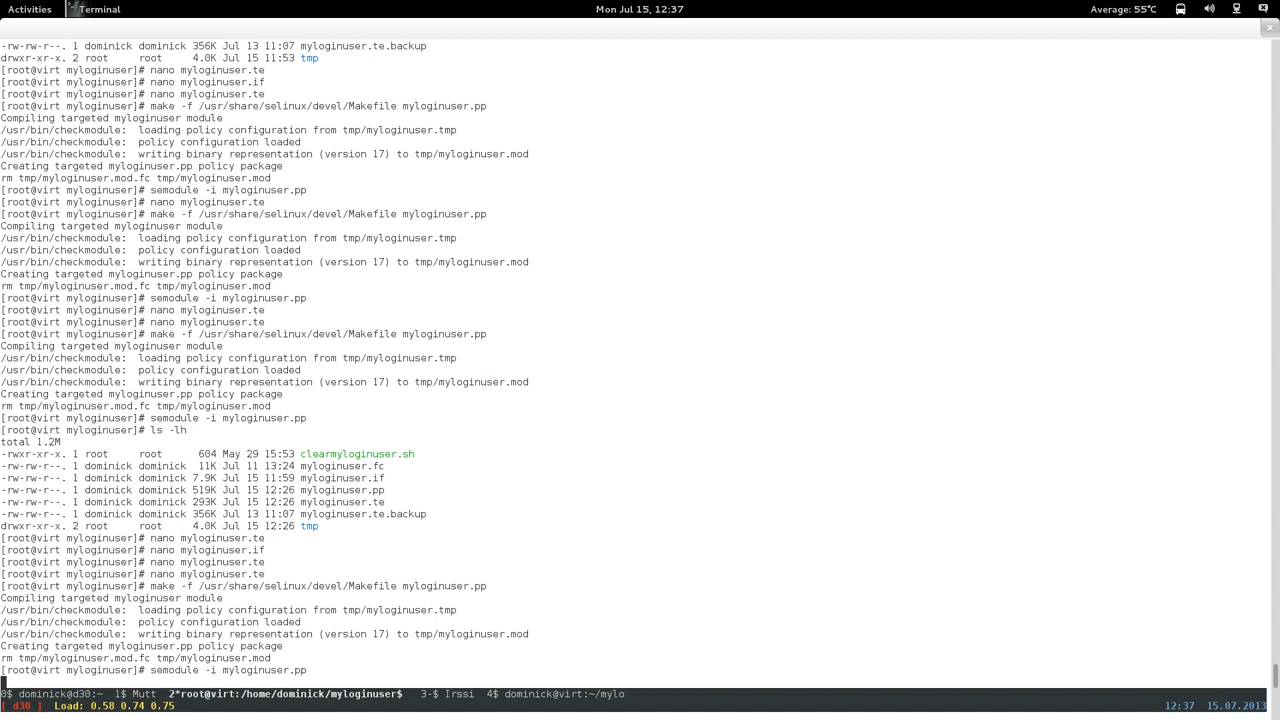 Activities Terminal Mon Jul 15, 12:37 Average: 55°C
-rw-rw-r--. 1 dominick dominick 356K Jul 13 11:07 myloginuser.te.backup
drwxr-xr-x. 2 root     root     4.0K Jul 15 11:53 tmp
[root@virt myloginuser]# nano myloginuser.te
[root@virt myloginuser]# nano myloginuser.if
[root@virt myloginuser]# nano myloginuser.te
[root@virt myloginuser]# make -f /usr/share/selinux/devel/Makefile myloginuser.pp
Compiling targeted myloginuser module
/usr/bin/checkmodule:  loading policy configuration from tmp/myloginuser.tmp
/usr/bin/checkmodule:  policy configuration loaded
/usr/bin/checkmodule:  writing binary representation (version 17) to tmp/myloginuser.mod
Creating targeted myloginuser.pp policy package
rm tmp/myloginuser.mod.fc tmp/myloginuser.mod
[root@virt myloginuser]# semodule -i myloginuser.pp
[root@virt myloginuser]# nano myloginuser.te
[root@virt myloginuser]# make -f /usr/share/selinux/devel/Makefile myloginuser.pp
Compiling targeted myloginuser module
/usr/bin/checkmodule:  loading policy configuration from tmp/myloginuser.tmp
/usr/bin/checkmodule:  policy configuration loaded
/usr/bin/checkmodule:  writing binary representation (version 17) to tmp/myloginuser.mod
Creating targeted myloginuser.pp policy package
rm tmp/myloginuser.mod.fc tmp/myloginuser.mod
[root@virt myloginuser]# semodule -i myloginuser.pp
[root@virt myloginuser]# nano myloginuser.te
[root@virt myloginuser]# nano myloginuser.te
[root@virt myloginuser]# make -f /usr/share/selinux/devel/Makefile myloginuser.pp
Compiling targeted myloginuser module
/usr/bin/checkmodule:  loading policy configuration from tmp/myloginuser.tmp
/usr/bin/checkmodule:  policy configuration loaded
/usr/bin/checkmodule:  writing binary representation (version 17) to tmp/myloginuser.mod
Creating targeted myloginuser.pp policy package
rm tmp/myloginuser.mod.fc tmp/myloginuser.mod
[root@virt myloginuser]# semodule -i myloginuser.pp
[root@virt myloginuser]# ls -lh
total 1.2M
-rwxr-xr-x. 1 root     root      604 May 29 15:53 clearmyloginuser.sh
-rw-rw-r--. 1 dominick dominick  11K Jul 11 13:24 myloginuser.fc
-rw-rw-r--. 1 dominick dominick 7.9K Jul 15 11:59 myloginuser.if
-rw-rw-r--. 1 dominick dominick 519K Jul 15 12:26 myloginuser.pp
-rw-rw-r--. 1 dominick dominick 293K Jul 15 12:26 myloginuser.te
-rw-rw-r--. 1 dominick dominick 356K Jul 13 11:07 myloginuser.te.backup
drwxr-xr-x. 2 root     root     4.0K Jul 15 12:26 tmp
[root@virt myloginuser]# nano myloginuser.te
[root@virt myloginuser]# nano myloginuser.if
[root@virt myloginuser]# nano myloginuser.te
[root@virt myloginuser]# nano myloginuser.te
[root@virt myloginuser]# make -f /usr/share/selinux/devel/Makefile myloginuser.pp
Compiling targeted myloginuser module
/usr/bin/checkmodule:  loading policy configuration from tmp/myloginuser.tmp
/usr/bin/checkmodule:  policy configuration loaded
/usr/bin/checkmodule:  writing binary representation (version 17) to tmp/myloginuser.mod
Creating targeted myloginuser.pp policy package
rm tmp/myloginuser.mod.fc tmp/myloginuser.mod
[root@virt myloginuser]# semodule -i myloginuser.pp
0$ dominick@d30:~  1$ Mutt  2*root@virt:/home/dominick/myloginuser$   3-$ Irssi  4$ dominick@virt:~/mylo
[ d30 ] Load: 0.58 0.74 0.75 12:37  15.07.2013